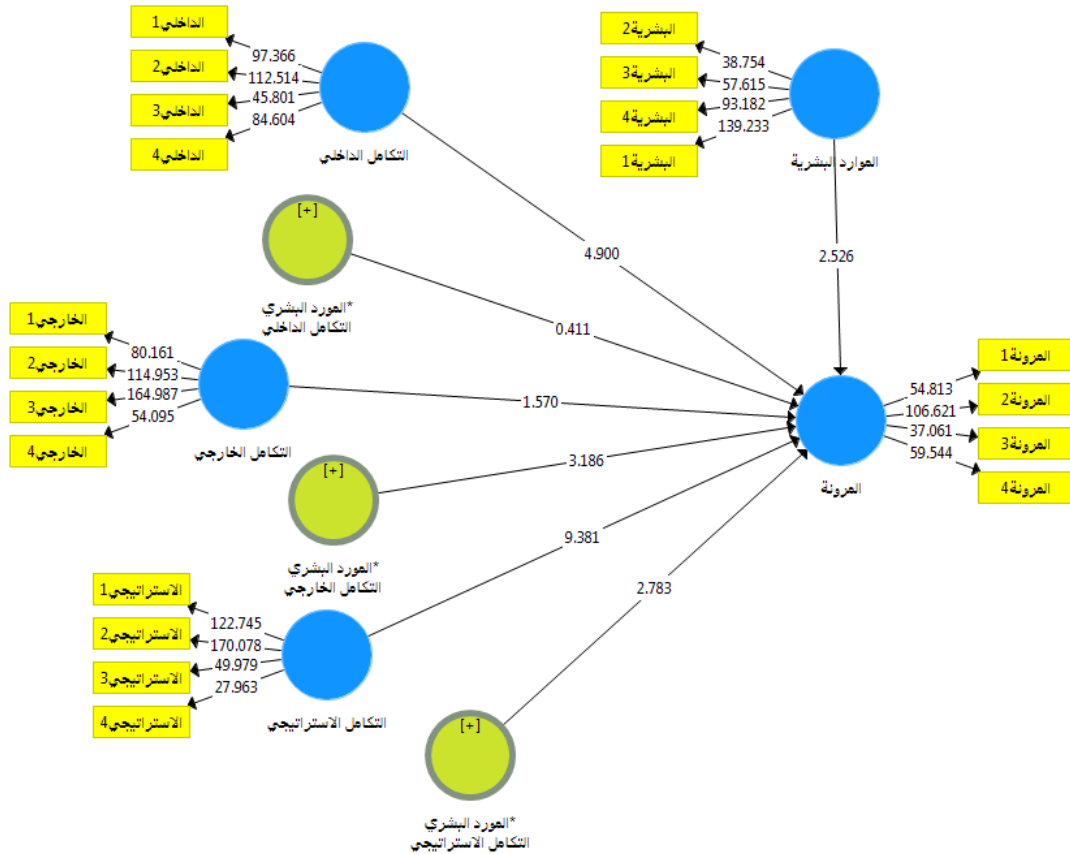 الداخلي1
97.366
الداخلي2
112.514
الداخلي3
45.801
84.604
الداخلي4
التكامل الداخلي
البشرية2
38.754
البشرية3
57.615
البشرية4
93.182
139.233
البشرية1
الموارد البشرية
[+]
المورد البشري*
التكامل الداخلي
4.900
2.526
0.411
الخارجي1
80.161
الخارجي2
114.953
الخارجي3
164.987
54.095
الخارجي4
التكامل الخارجي
1.570
المرونة1
54.813
المرونة2
106.621
المرونة3
37.061
59.544
المرونة4
المرونة
[+]
المورد البشري*
التكامل الخارجي
3.186
9.381
الاستراتيجي1
122.745
الاستراتيجي2
170.078
الاستراتيجي3
49.979
27.963
الاستراتيجي4
التكامل الاستراتيجي
2.783
[+]
المورد البشري*
التكامل الاستراتيجي